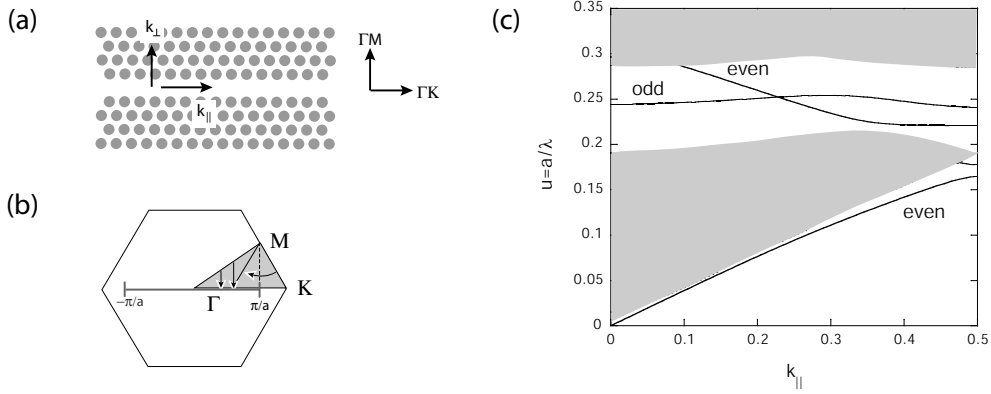 (a)
k⊥
k||
ΓM
ΓK
(b)
M
K
Γ
−π/a
π/a
(c)
u=a/λ
0.35
0.3
0.25
0.2
0.15
0.1
0.05
0
even
odd
even
0 0.1 0.2 0.3 0.4 0.5
k||